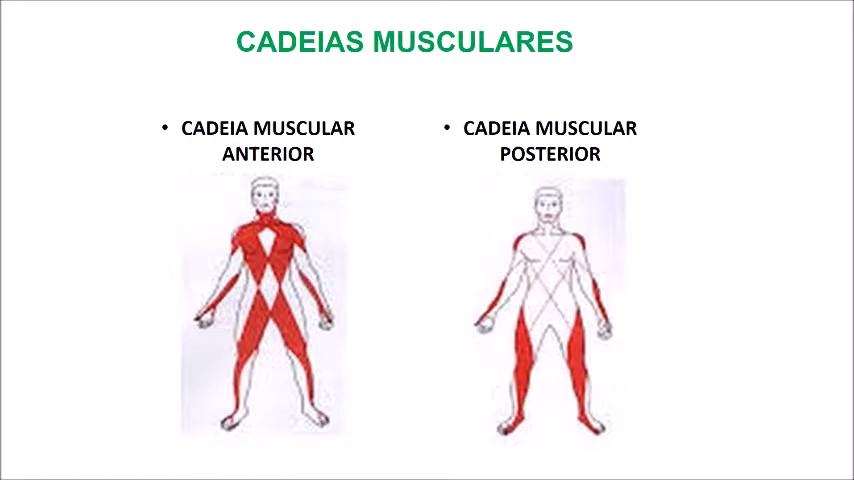 CADEIAS MUSCULARES
• CADEIA MUSCULAR
ANTERIOR
• CADEIA MUSCULAR
POSTERIOR